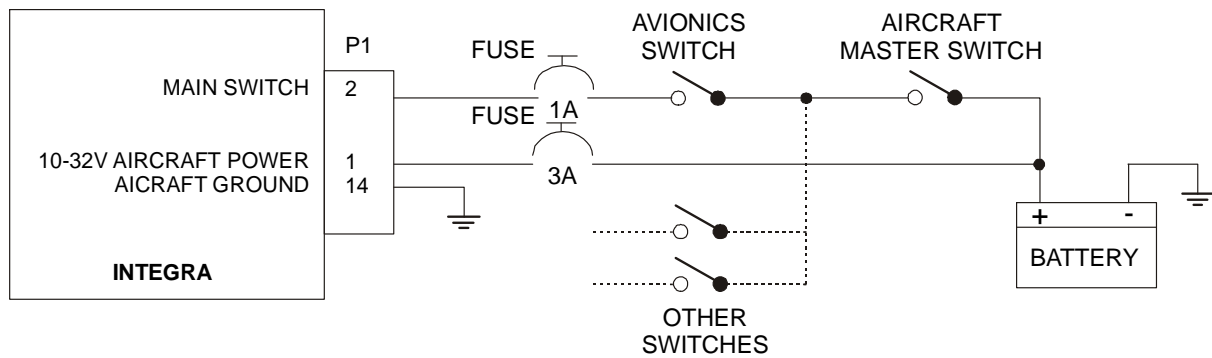 P1
MAIN SWITCH
2
10-32V AIRCRAFT POWER
1
AICRAFT GROUND
14
INTEGRA
FUSE
1A
FUSE
3A
AVIONICS
SWITCH
AIRCRAFT
MASTER SWITCH
OTHER
SWITCHES
+
-
BATTERY